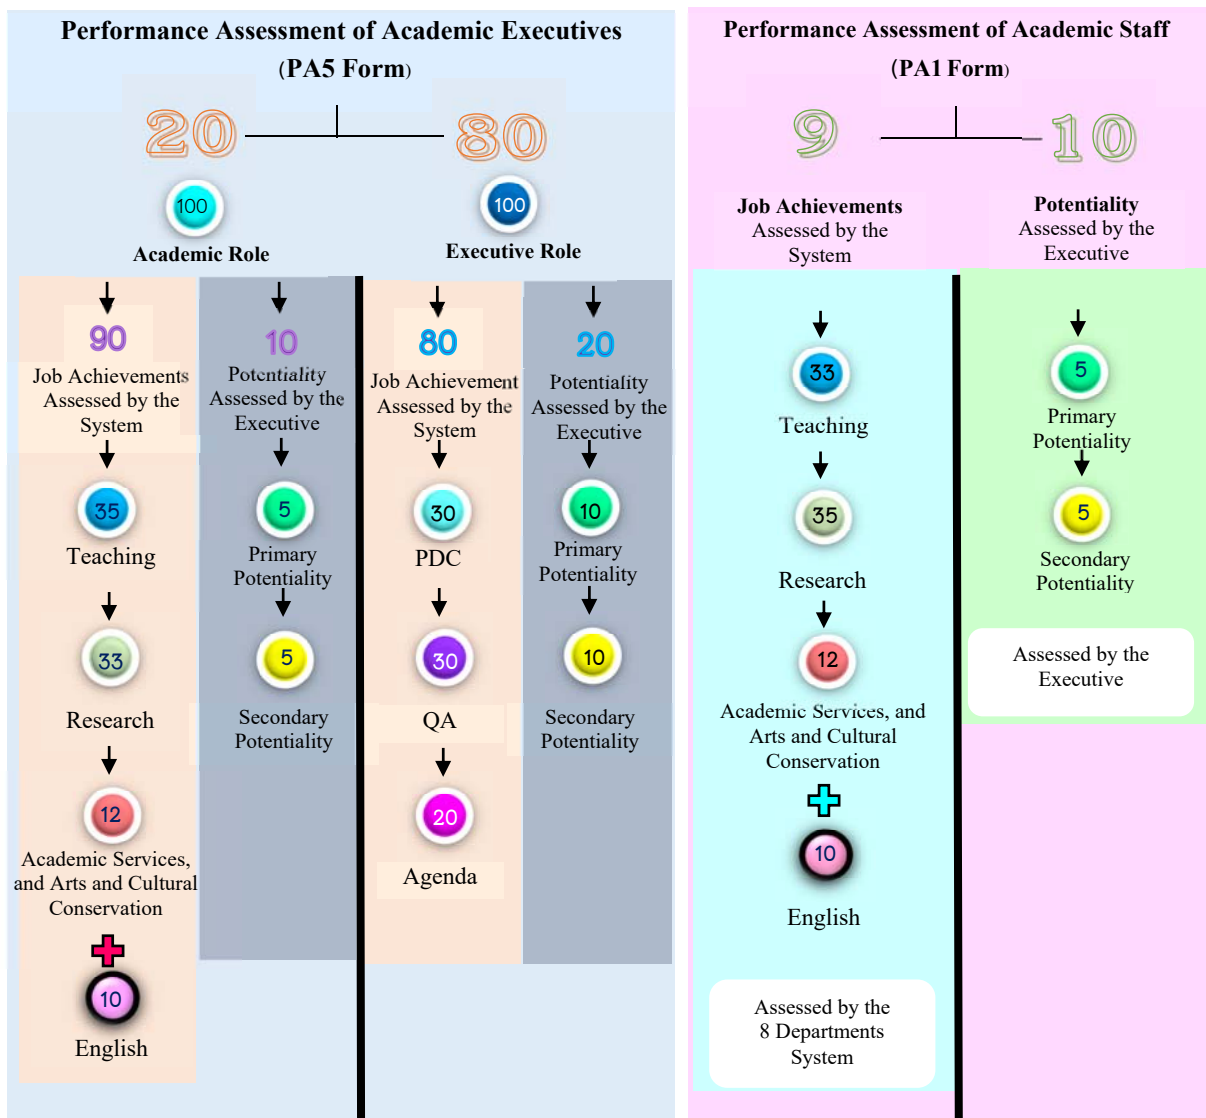 Performance Assessment of Academic Executives
(PA5 Form)
20
80
100
100
Academic Role
Executive Role
90
Job Achievements
Assessed by the
System
35
Teaching
33
Research
12
Academic Services,
and Arts and Cultural
Conservation
10
English
10
Potentiality
Assessed by the
Executive
5
Primary
Potentiality
5
Secondary
Potentiality
80
Job Achievement
Assessed by the
System
30
PDC
30
QA
20
Agenda
20
Potentiality
Assessed by the
Executive
10
Primary
Potentiality
10
Secondary
Potentiality
Performance Assessment of Academic Staff
(PA1 Form)
9
10
Job Achievements
Assessed by the
System
33
Teaching
35
Research
12
Academic Services, and
Arts and Cultural
Conservation
10
English
Assessed by the
8 Departments
System
Potentiality
Assessed by the
Executive
5
Primary
Potentiality
5
Secondary
Potentiality
Assessed by the
Executive